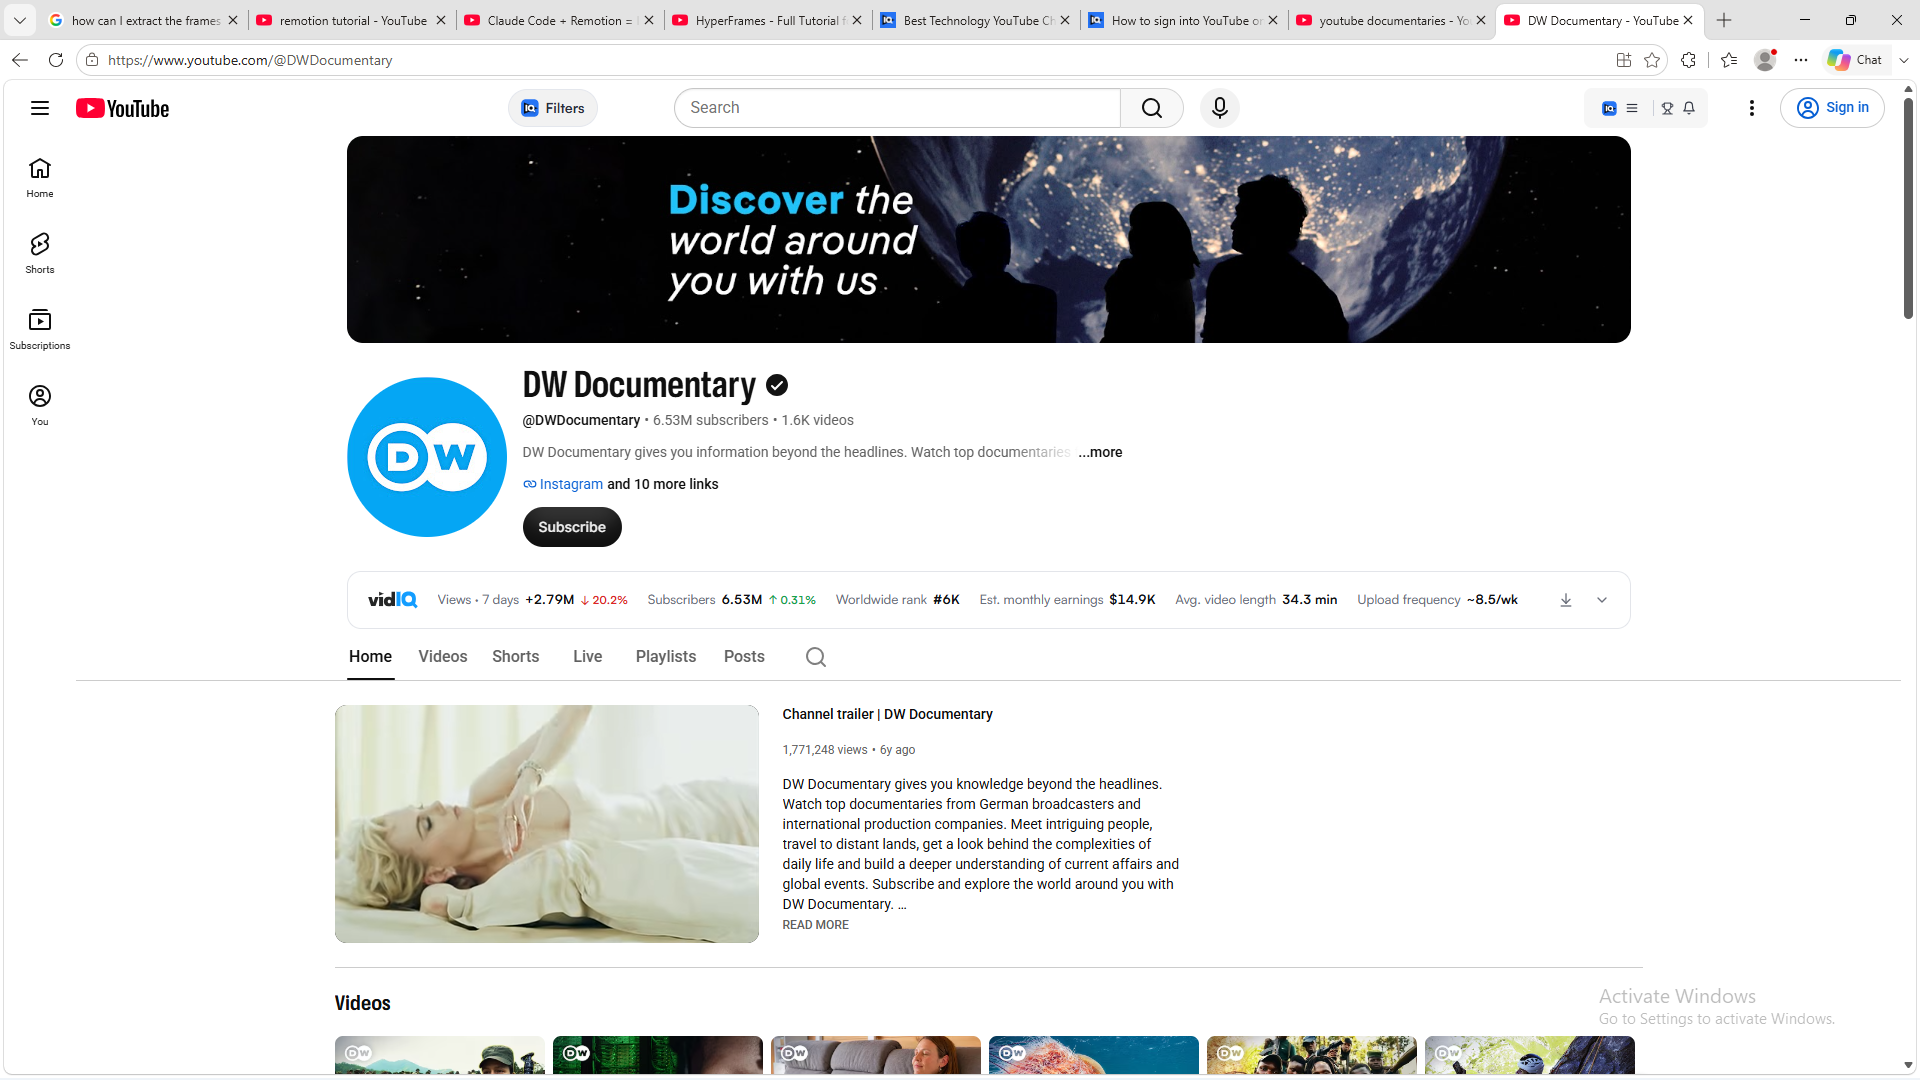 how can I extract the frames
remotion tutorial - YouTube
Claude Code + Remotion =
HyperFrames - Full Tutorial f
Best Technology YouTube Ch
How to sign into YouTube or
youtube documentaries - Yo
DW Documentary - YouTube
https://www.youtube.com/@DWDocumentary
Chat
YouTube
IQ Filters
Search
IQ
Sign in
Home
Shorts
Subscriptions
You
Discover the
world around
you with us
DW
DW Documentary
@DWDocumentary • 6.53M subscribers • 1.6K videos
DW Documentary gives you information beyond the headlines. Watch top documentaries ...more
Instagram and 10 more links
Subscribe
vidIQ Views • 7 days +2.79M ↓ 20.2% Subscribers 6.53M ↑ 0.31% Worldwide rank #6K Est. monthly earnings $14.9K Avg. video length 34.3 min Upload frequency ~8.5/wk
Home Videos Shorts Live Playlists Posts
Channel trailer | DW Documentary
1,771,248 views • 6y ago
DW Documentary gives you knowledge beyond the headlines.
Watch top documentaries from German broadcasters and
international production companies. Meet intriguing people,
travel to distant lands, get a look behind the complexities of
daily life and build a deeper understanding of current affairs and
global events. Subscribe and explore the world around you with
DW Documentary. ...
READ MORE
Videos
DW
DW
DW
DW
DW
DW
Activate Windows
Go to Settings to activate Windows.